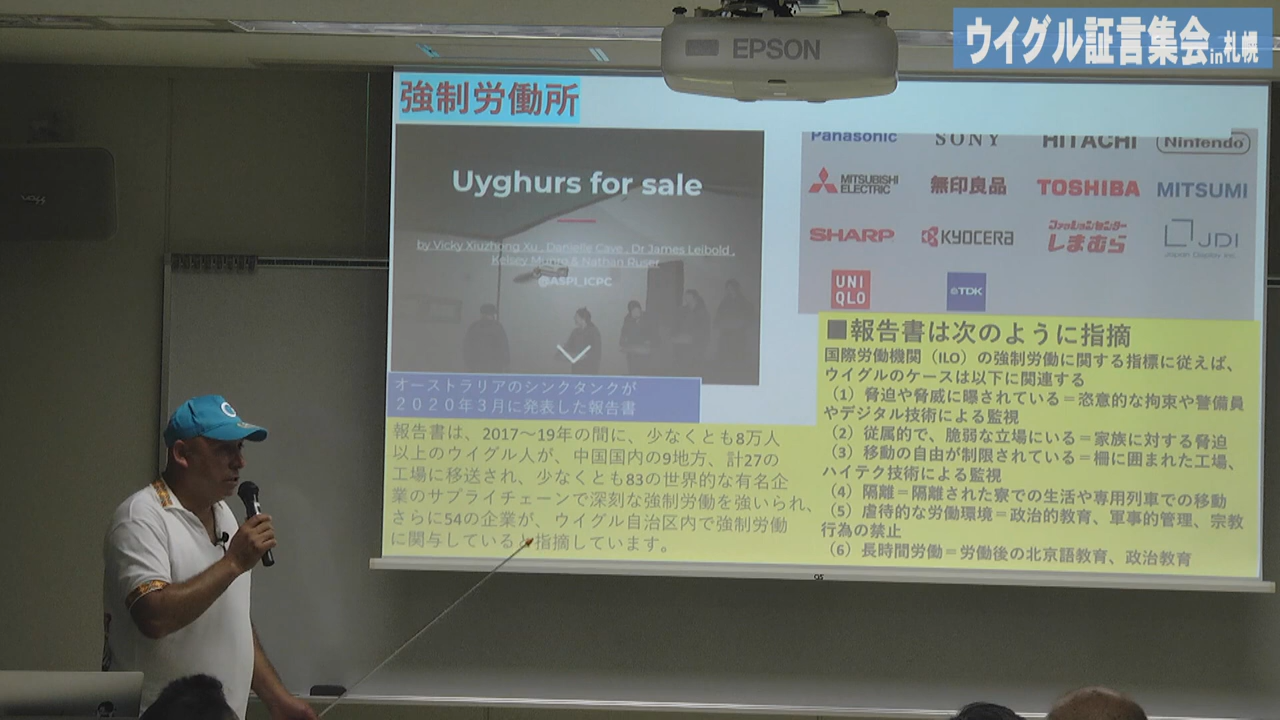 ウイグル証言集会in札幌
EPSON
強制労働所
Uyghurs for sale
by Vicky Xiuzhong Xu , Danielle Cave , Dr James Leibold ,
Kelsey Munro & Nathan Ruser
@ASPI_ICPC
オーストラリアのシンクタンクが
2020年3月に発表した報告書
報告書は、2017〜19年の間に、少なくとも8万人
以上のウイグル人が、中国国内の9地方、計27の
工場に移送され、少なくとも83の世界的な有名企
業のサプライチェーンで深刻な強制労働を強いられ、
さらに54の企業が、ウイグル自治区内で強制労働
に関与していると指摘しています。
Panasonic SONY HITACHI Nintendo
MITSUBISHI ELECTRIC 無印良品 TOSHIBA MITSUMI
SHARP KYOCERA ファッションセンター しまむら JDI
Japan Display Inc.
UNI QLO TDK
■報告書は次のように指摘
国際労働機関（ILO）の強制労働に関する指標に従えば、
ウイグルのケースは以下に関連する
（1）脅迫や脅威に曝されている＝恣意的な拘束や警備員
やデジタル技術による監視
（2）従属的で、脆弱な立場にいる＝家族に対する脅迫
（3）移動の自由が制限されている＝柵に囲まれた工場、
ハイテク技術による監視
（4）隔離＝隔離された寮での生活や専用列車での移動
（5）虐待的な労働環境＝政治的教育、軍事的管理、宗教
行為の禁止
（6）長時間労働＝労働後の北京語教育、政治教育
OS